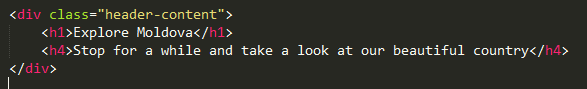 <div class="header-content">
    <h1>Explore Moldova</h1>
    <h4>Stop for a while and take a look at our beautiful country</h4>
</div>